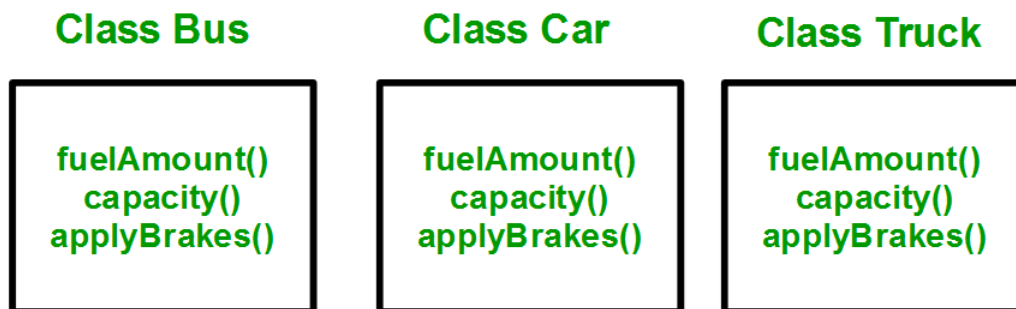 Class Bus
fuelAmount()
capacity()
applyBrakes()
Class Car
fuelAmount()
capacity()
applyBrakes()
Class Truck
fuelAmount()
capacity()
applyBrakes()